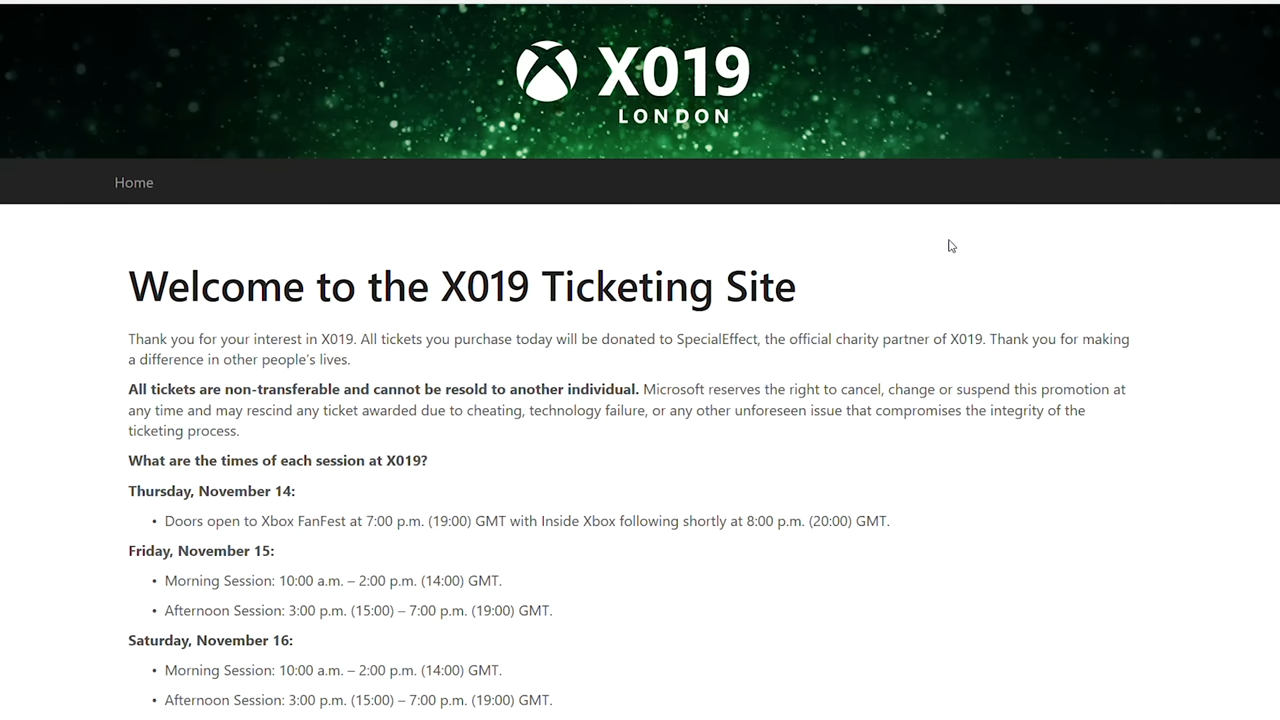 X019
LONDON
Home
Welcome to the X019 Ticketing Site
Thank you for your interest in X019. All tickets you purchase today will be donated to SpecialEffect, the official charity partner of X019. Thank you for making
a difference in other people's lives.
All tickets are non-transferable and cannot be resold to another individual. Microsoft reserves the right to cancel, change or suspend this promotion at
any time and may rescind any ticket awarded due to cheating, technology failure, or any other unforeseen issue that compromises the integrity of the
ticketing process.
What are the times of each session at X019?
Thursday, November 14:
• Doors open to Xbox FanFest at 7:00 p.m. (19:00) GMT with Inside Xbox following shortly at 8:00 p.m. (20:00) GMT.
Friday, November 15:
• Morning Session: 10:00 a.m. – 2:00 p.m. (14:00) GMT.
• Afternoon Session: 3:00 p.m. (15:00) – 7:00 p.m. (19:00) GMT.
Saturday, November 16:
• Morning Session: 10:00 a.m. – 2:00 p.m. (14:00) GMT.
• Afternoon Session: 3:00 p.m. (15:00) – 7:00 p.m. (19:00) GMT.